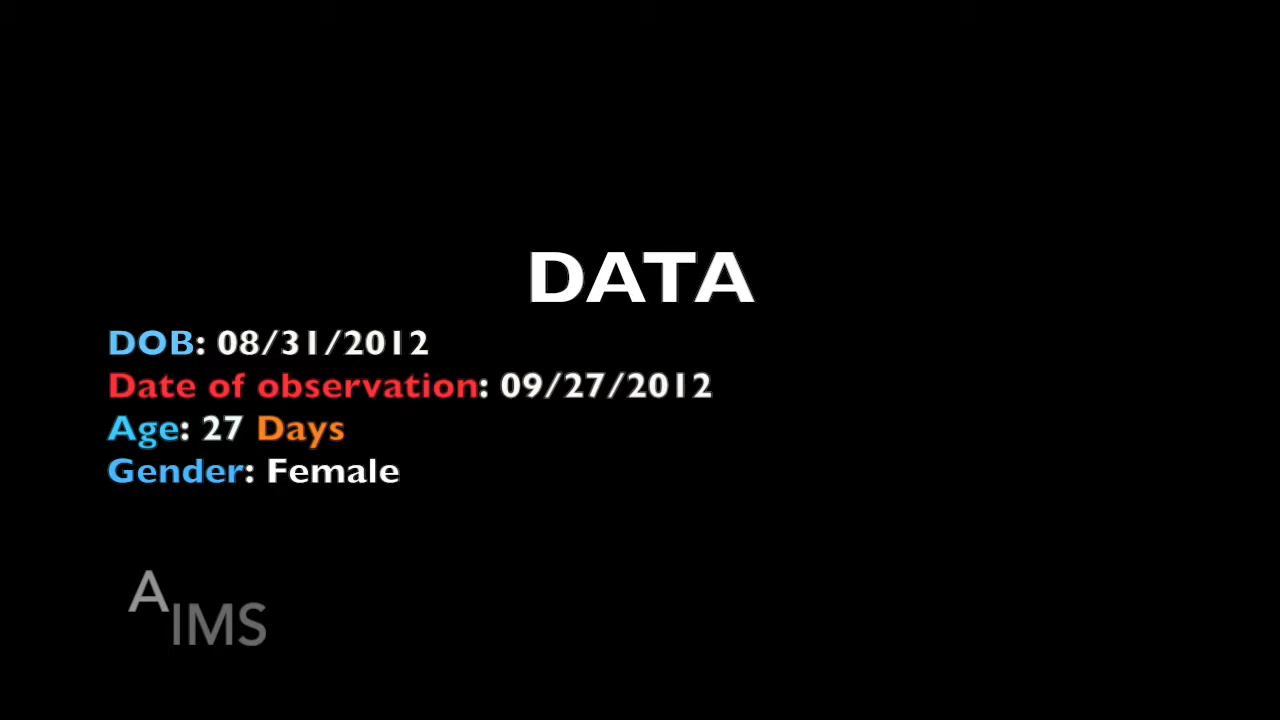 DATA
DOB: 08/31/2012
Date of observation: 09/27/2012
Age: 27 Days
Gender: Female
AIMS